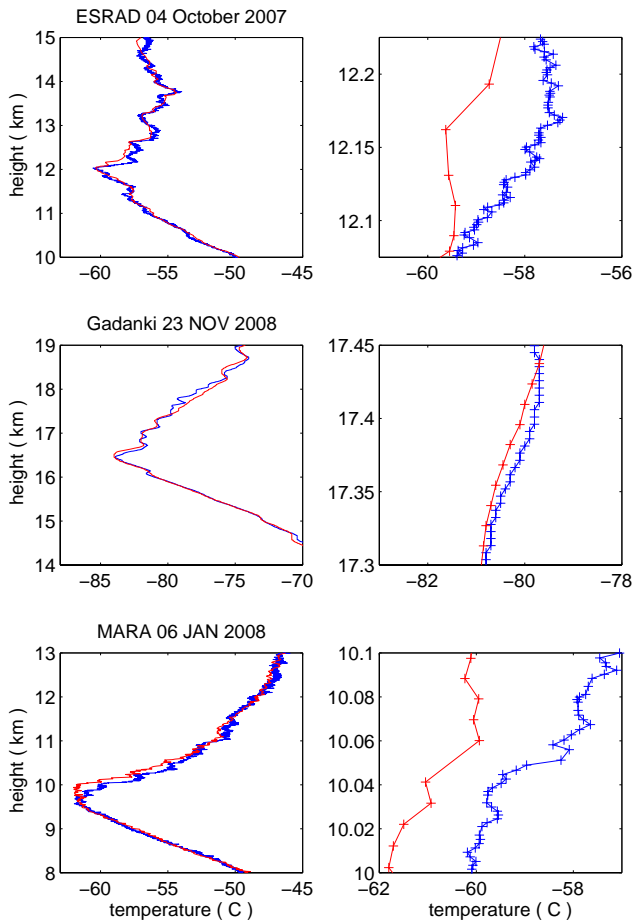 ESRAD 04 October 2007
15
14
13
12
11
10
height ( km )
−60 −55 −50 −45
12.2
12.15
12.1
−60 −58 −56
Gadanki 23 NOV 2008
19
18
17
16
15
14
height ( km )
−85 −80 −75 −70
17.45
17.4
17.35
17.3
−82 −80 −78
MARA 06 JAN 2008
13
12
11
10
9
8
height ( km )
−60 −55 −50 −45
temperature ( C )
10.1
10.08
10.06
10.04
10.02
10
−62 −60 −58
temperature ( C )